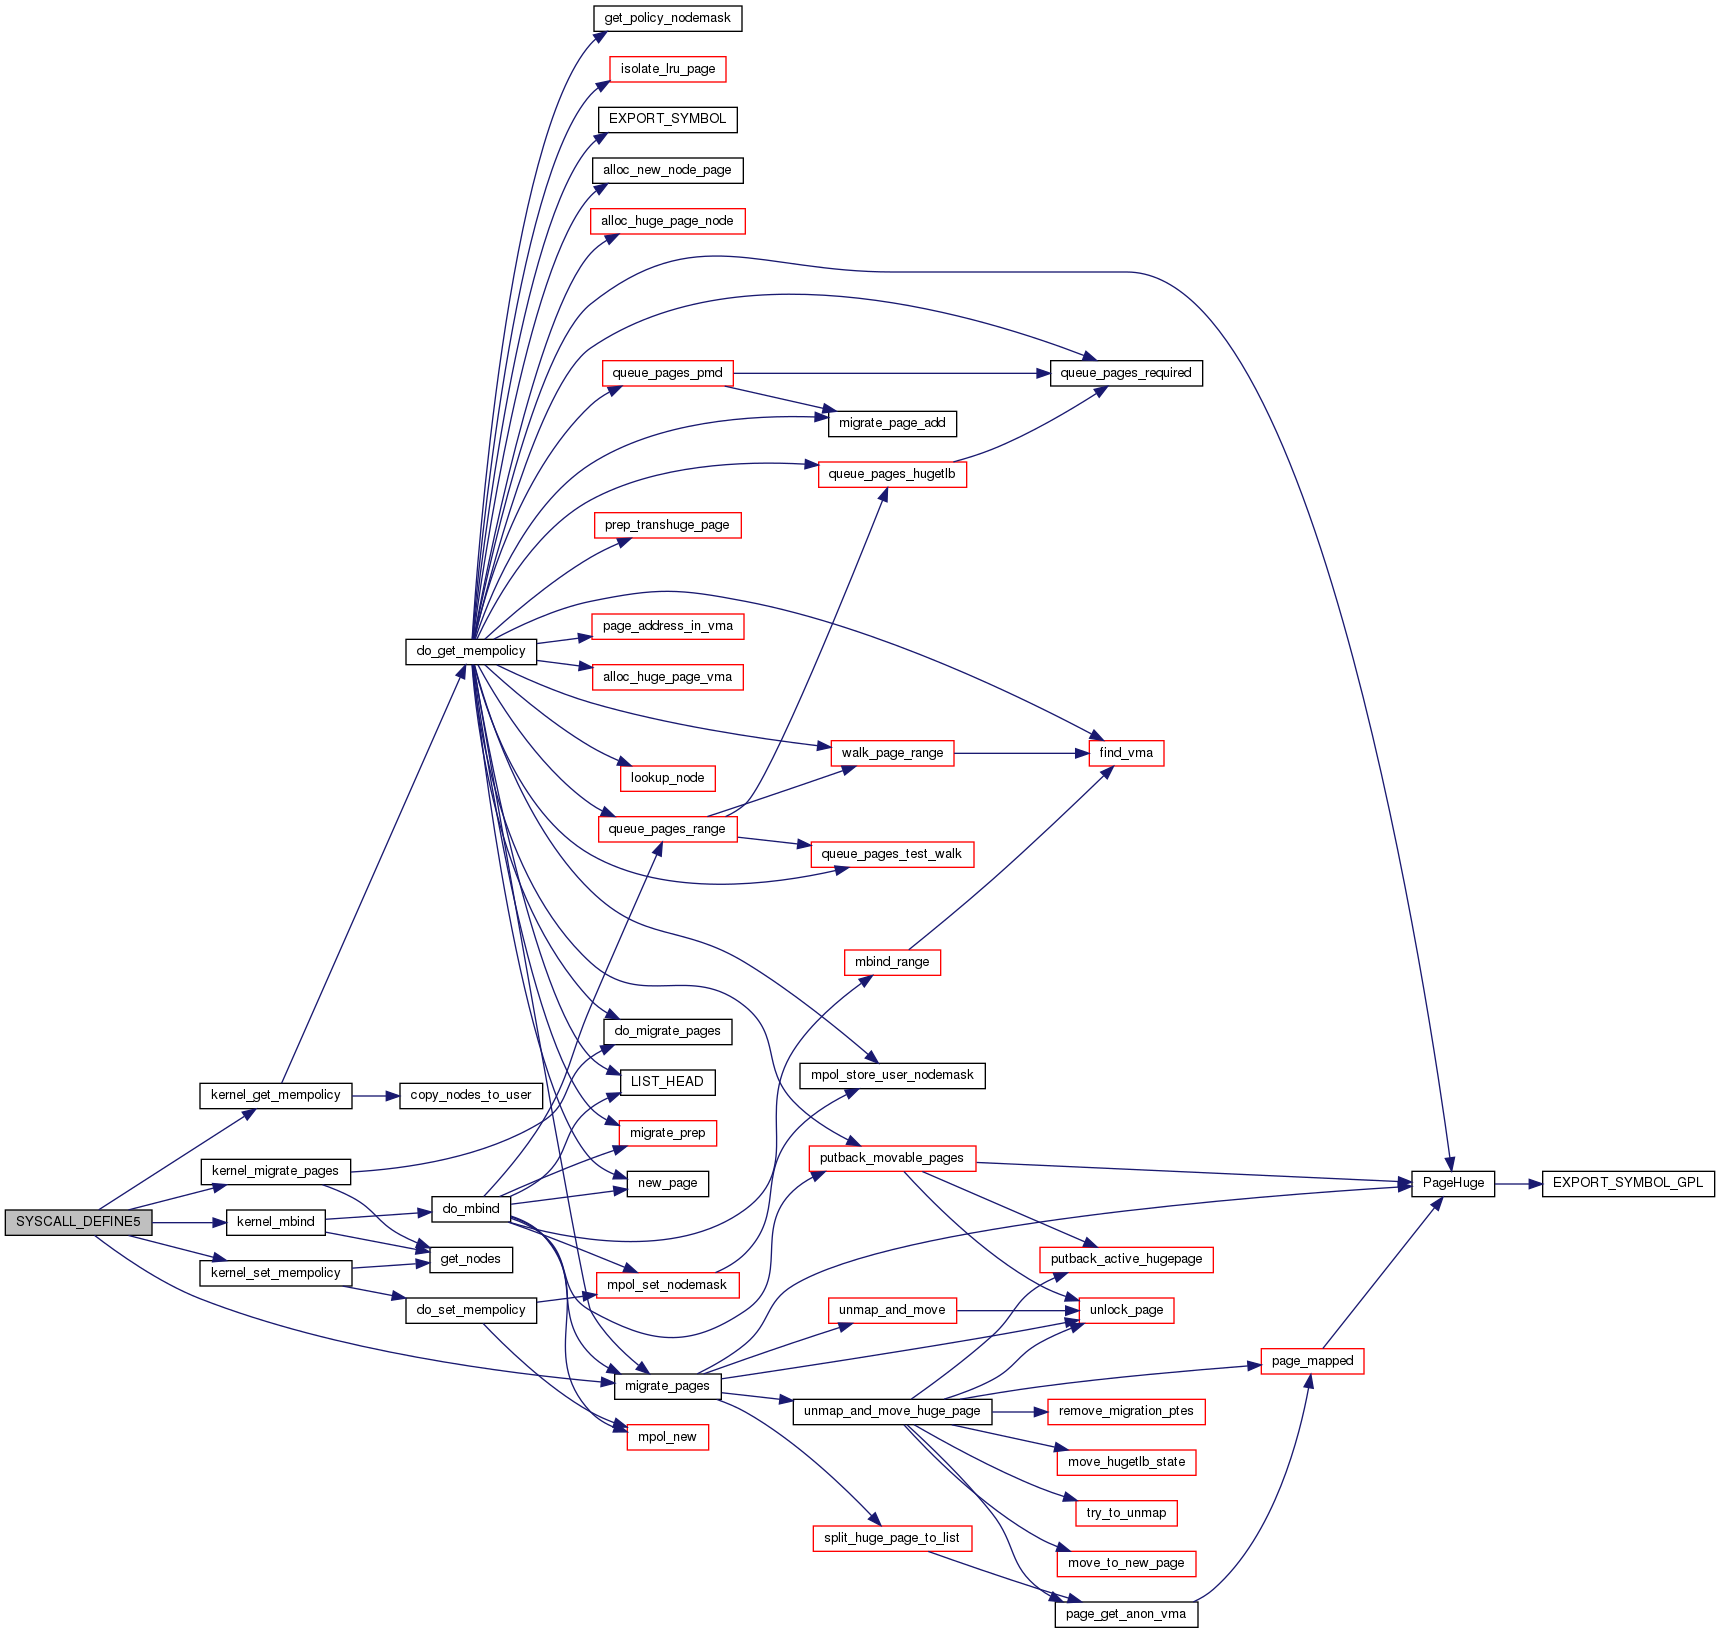 get_policy_nodemask
isolate_lru_page
EXPORT_SYMBOL
alloc_new_node_page
alloc_huge_page_node
queue_pages_pmd
queue_pages_required
migrate_page_add
queue_pages_hugetlb
prep_transhuge_page
page_address_in_vma
do_get_mempolicy
alloc_huge_page_vma
walk_page_range
find_vma
lookup_node
queue_pages_range
queue_pages_test_walk
mbind_range
do_migrate_pages
mpol_store_user_nodemask
LIST_HEAD
kernel_get_mempolicy
copy_nodes_to_user
migrate_prep
putback_movable_pages
kernel_migrate_pages
new_page
PageHuge
EXPORT_SYMBOL_GPL
do_mbind
SYSCALL_DEFINE5
kernel_mbind
get_nodes
putback_active_hugepage
kernel_set_mempolicy
mpol_set_nodemask
do_set_mempolicy
unmap_and_move
unlock_page
page_mapped
migrate_pages
unmap_and_move_huge_page
remove_migration_ptes
mpol_new
move_hugetlb_state
try_to_unmap
split_huge_page_to_list
move_to_new_page
page_get_anon_vma